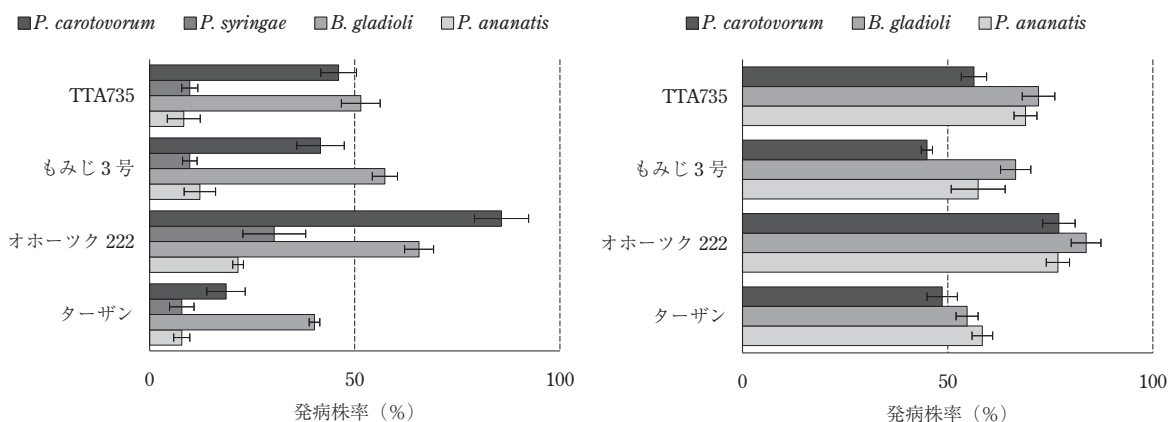 P. carotovorum P. syringae B. gladioli P. ananatis
TTA735
もみじ 3 号
オホーツク 222
ターザン
0 50 100
発病株率（%）
P. carotovorum B. gladioli P. ananatis
TTA735
もみじ 3 号
オホーツク 222
ターザン
0 50 100
発病株率（%）